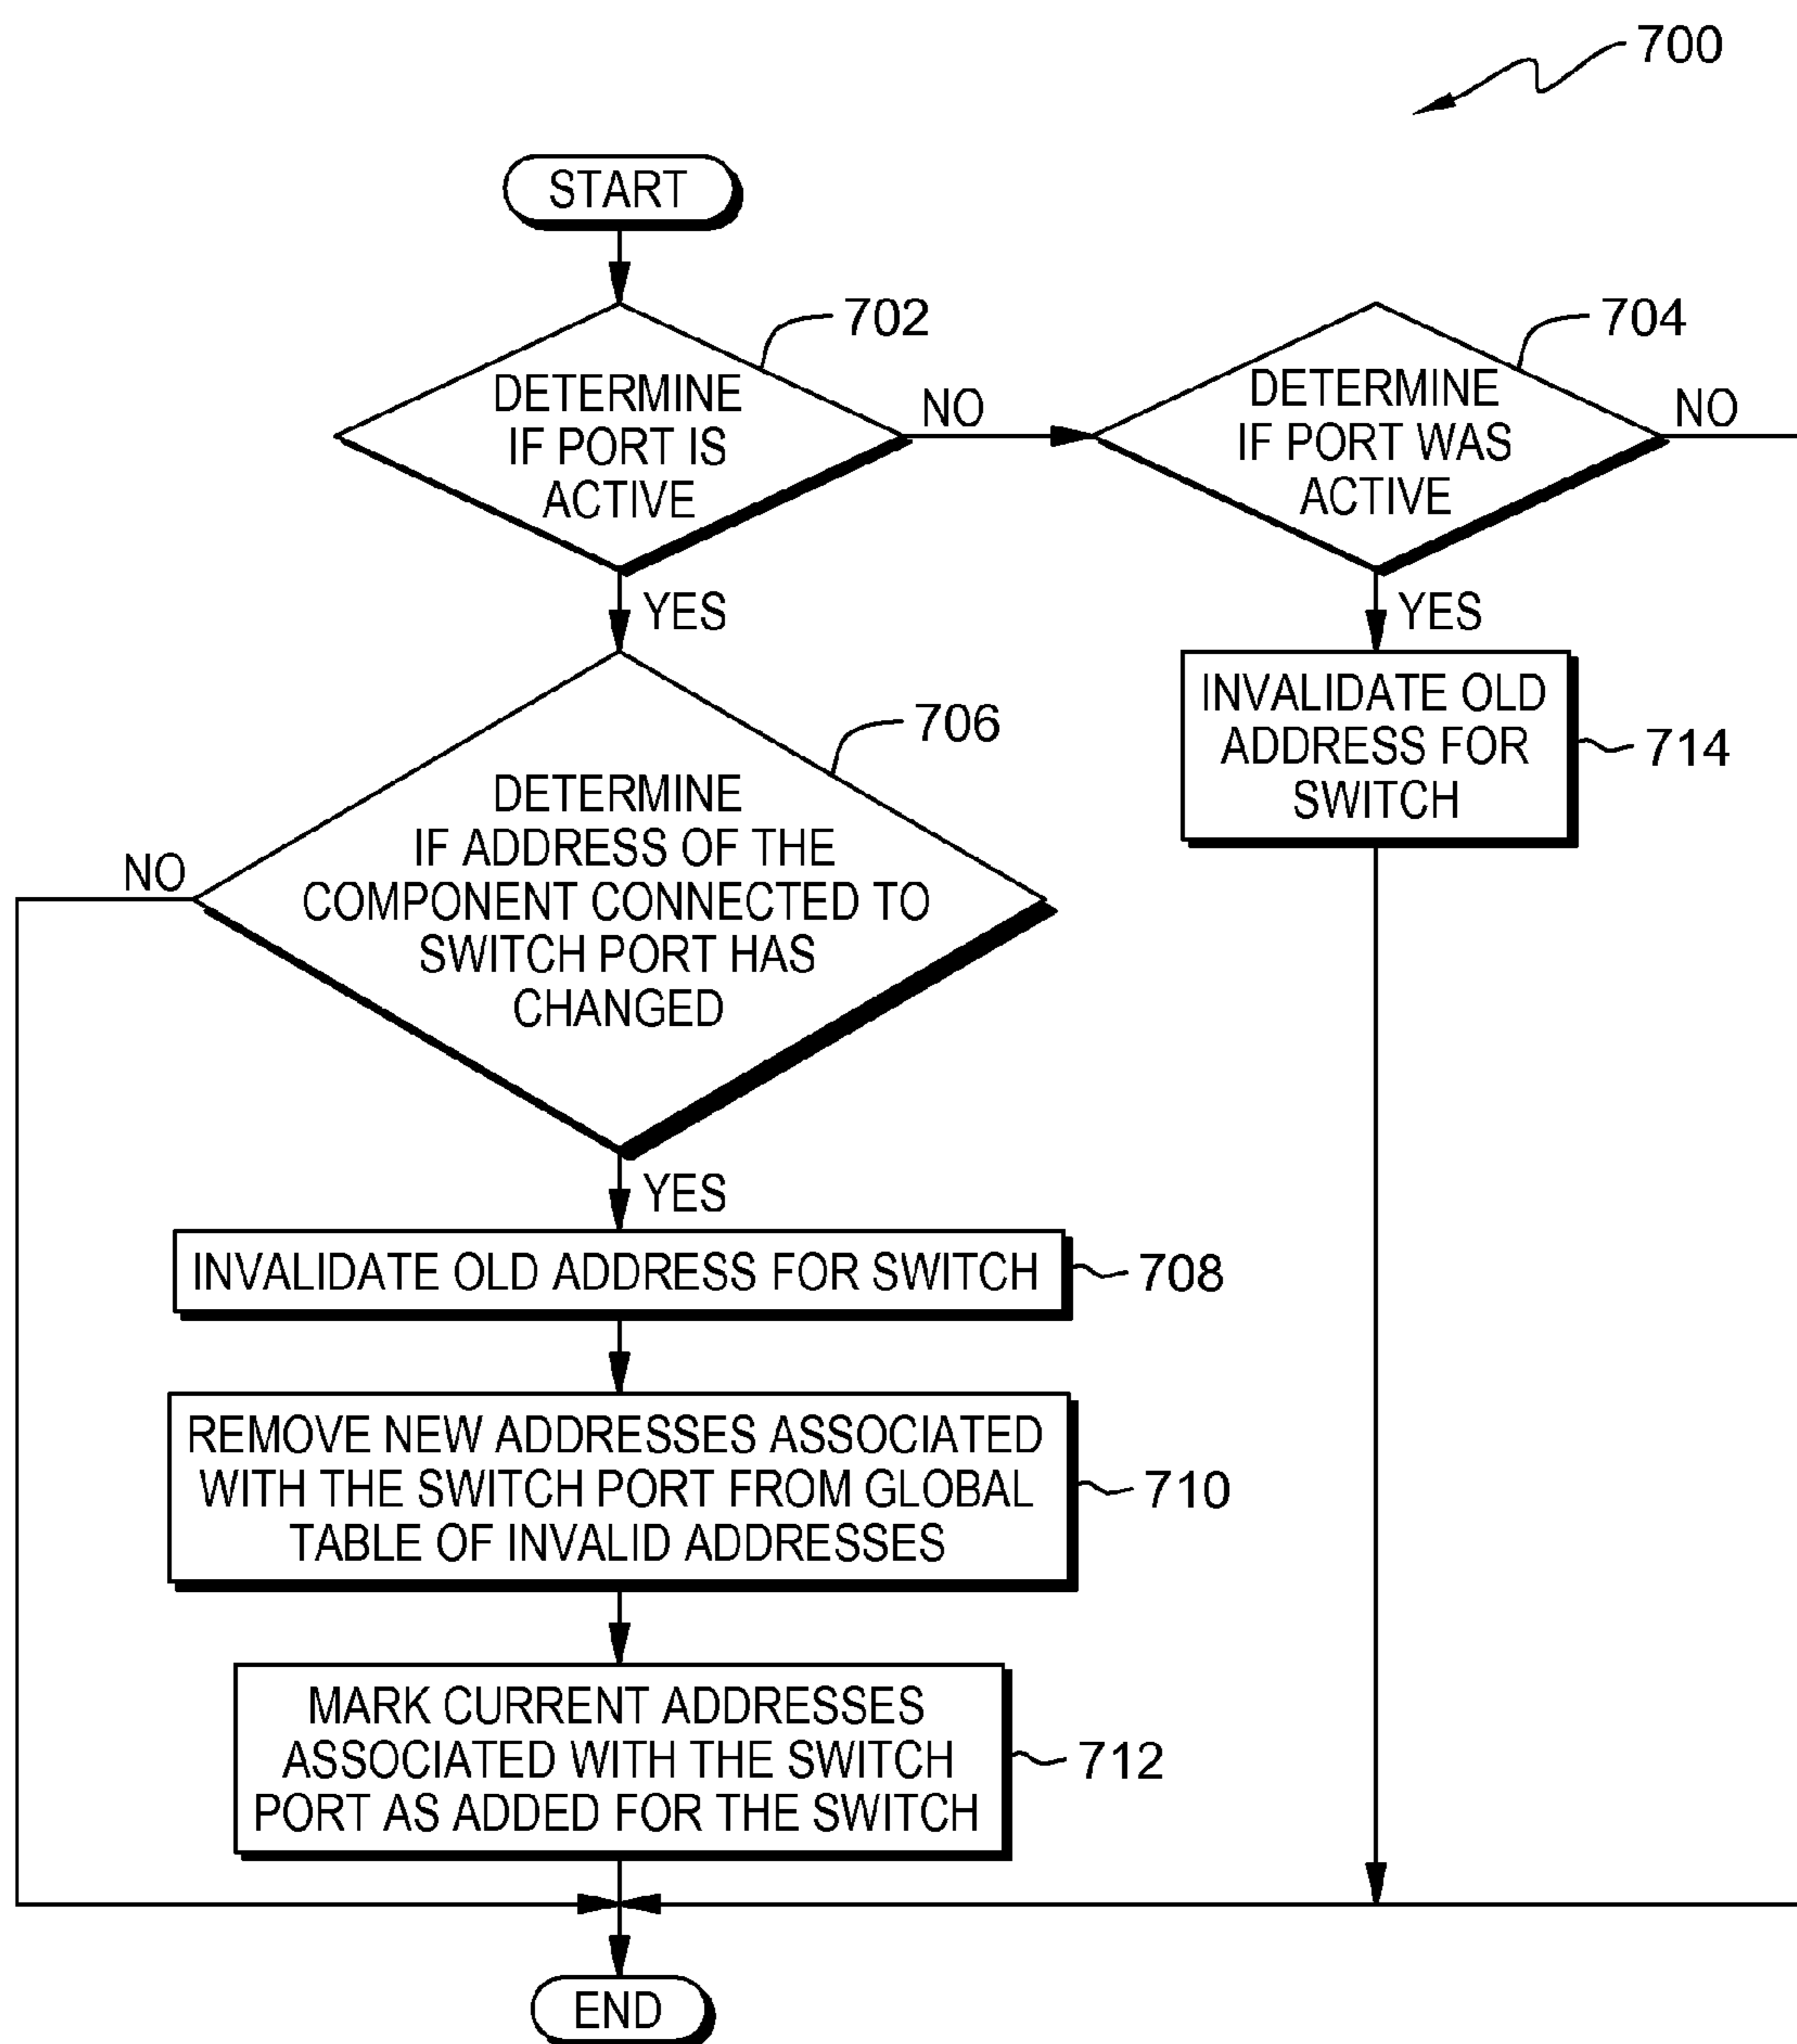 700
START
702
DETERMINE
IF PORT IS
ACTIVE
NO
704
DETERMINE
IF PORT WAS
ACTIVE
NO
YES
YES
706
DETERMINE
IF ADDRESS OF THE
COMPONENT CONNECTED TO
SWITCH PORT HAS
CHANGED
NO
INVALIDATE OLD
ADDRESS FOR
SWITCH
714
YES
INVALIDATE OLD ADDRESS FOR SWITCH
708
REMOVE NEW ADDRESSES ASSOCIATED
WITH THE SWITCH PORT FROM GLOBAL
TABLE OF INVALID ADDRESSES
710
MARK CURRENT ADDRESSES
ASSOCIATED WITH THE SWITCH
PORT AS ADDED FOR THE SWITCH
712
END